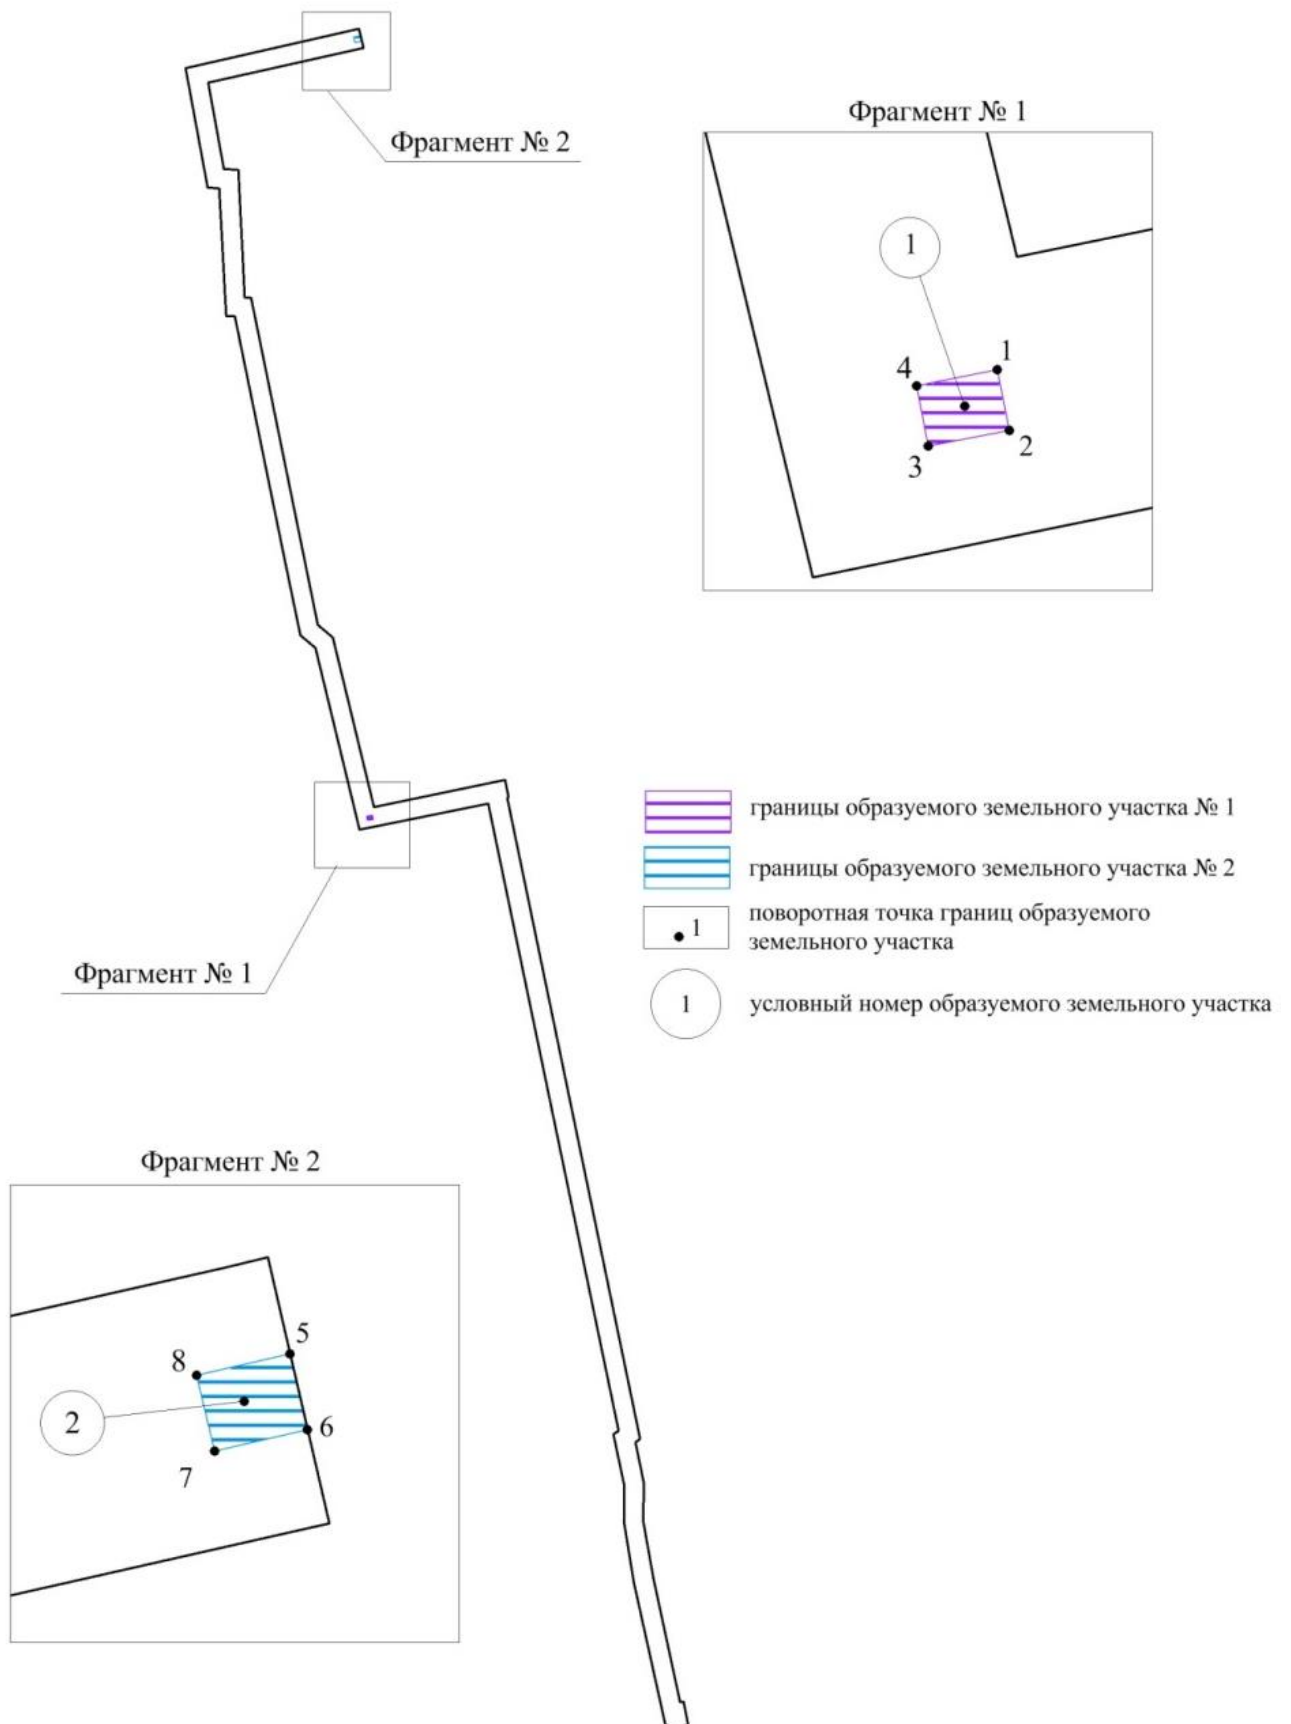 Фрагмент № 2
Фрагмент № 1
1
1
4
2
3
границы образуемого земельного участка № 1
границы образуемого земельного участка № 2
1
поворотная точка границ образуемого
земельного участка
Фрагмент № 1
1
условный номер образуемого земельного участка
Фрагмент № 2
5
8
2
6
7